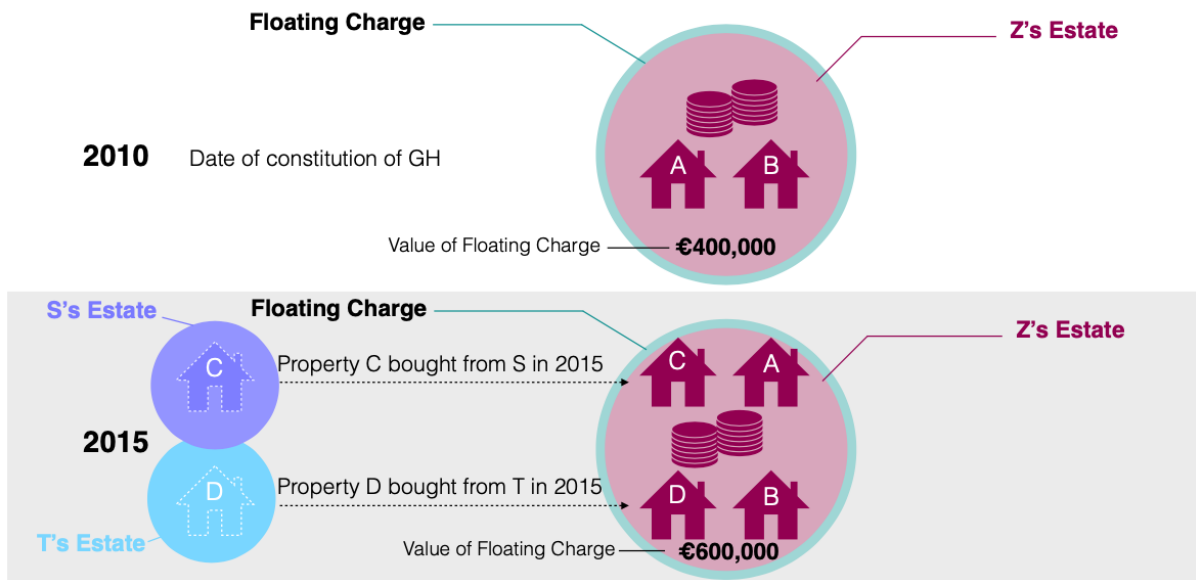 Floating Charge
Z's Estate
A
B
2010
Date of constitution of GH
Value of Floating Charge
€400,000
S's Estate
Floating Charge
Z's Estate
C
Property C bought from S in 2015
C
A
2015
D
Property D bought from T in 2015
D
B
T's Estate
Value of Floating Charge
€600,000